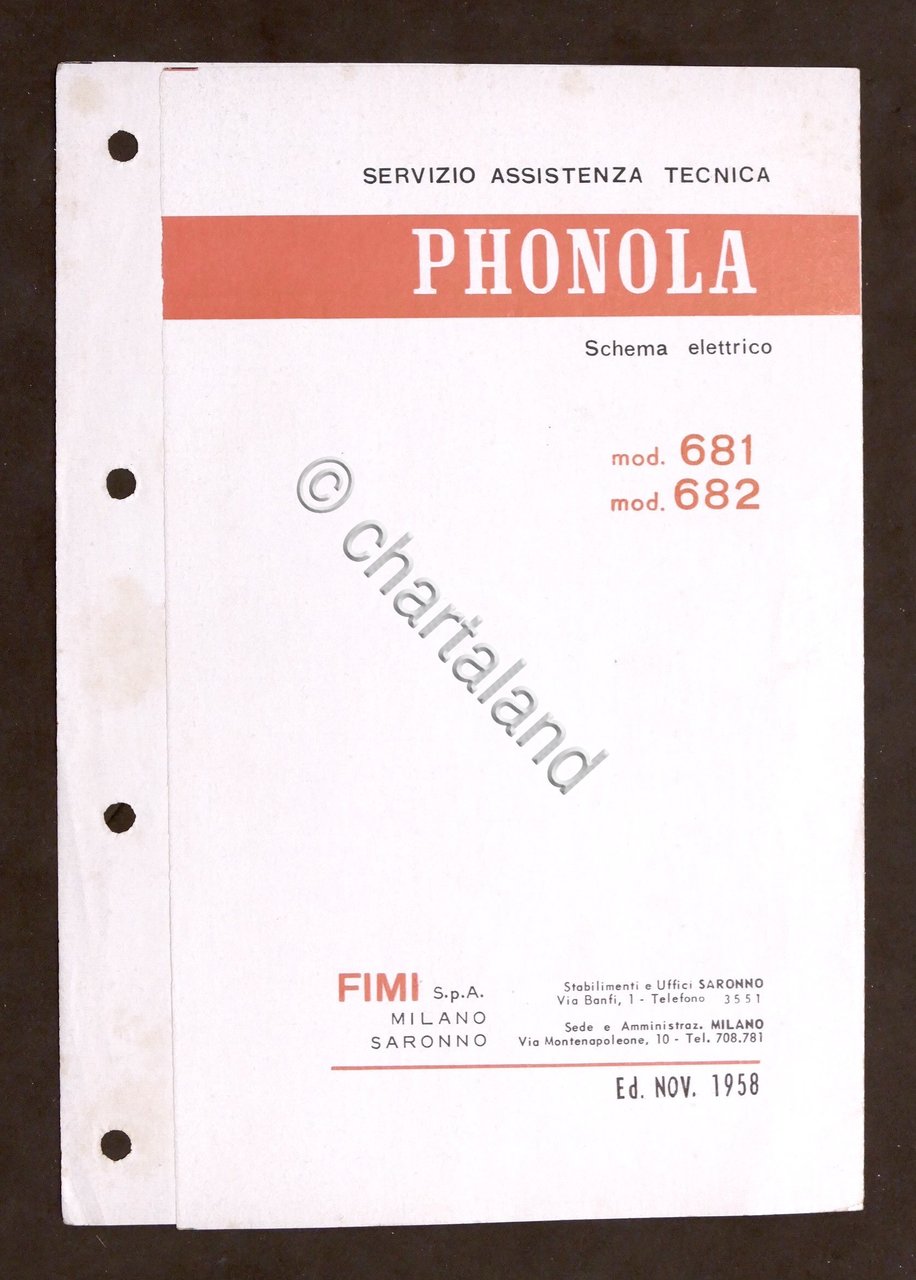 SERVIZIO ASSISTENZA TECNICA
PHONOLA
Schema elettrico
mod. 681
mod. 682
© chartaland
FIMI S.p.A.
MILANO
SARONNO
Stabilimenti e Uffici SARONNO
Via Banfi, 1 - Telefono 3551
Sede e Amministraz. MILANO
Via Montenapoleone, 10 - Tel. 708.781
Ed. NOV. 1958